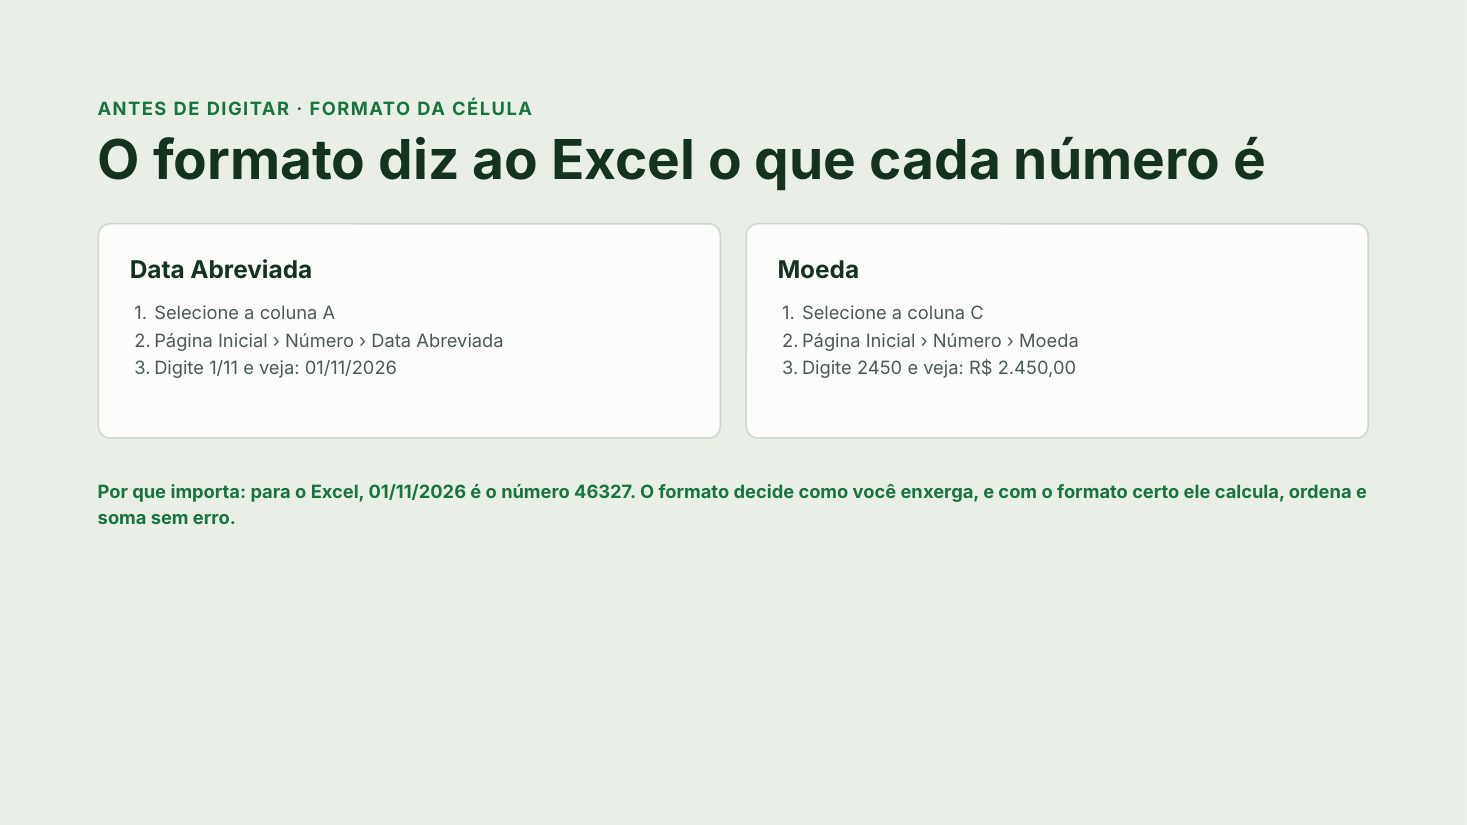 ANTES DE DIGITAR · FORMATO DA CÉLULA
O formato diz ao Excel o que cada número é
Data Abreviada
1. Selecione a coluna A
2. Página Inicial › Número › Data Abreviada
3. Digite 1/11 e veja: 01/11/2026
Moeda
1. Selecione a coluna C
2. Página Inicial › Número › Moeda
3. Digite 2450 e veja: R$ 2.450,00
Por que importa: para o Excel, 01/11/2026 é o número 46327. O formato decide como você enxerga, e com o formato certo ele calcula, ordena e
soma sem erro.